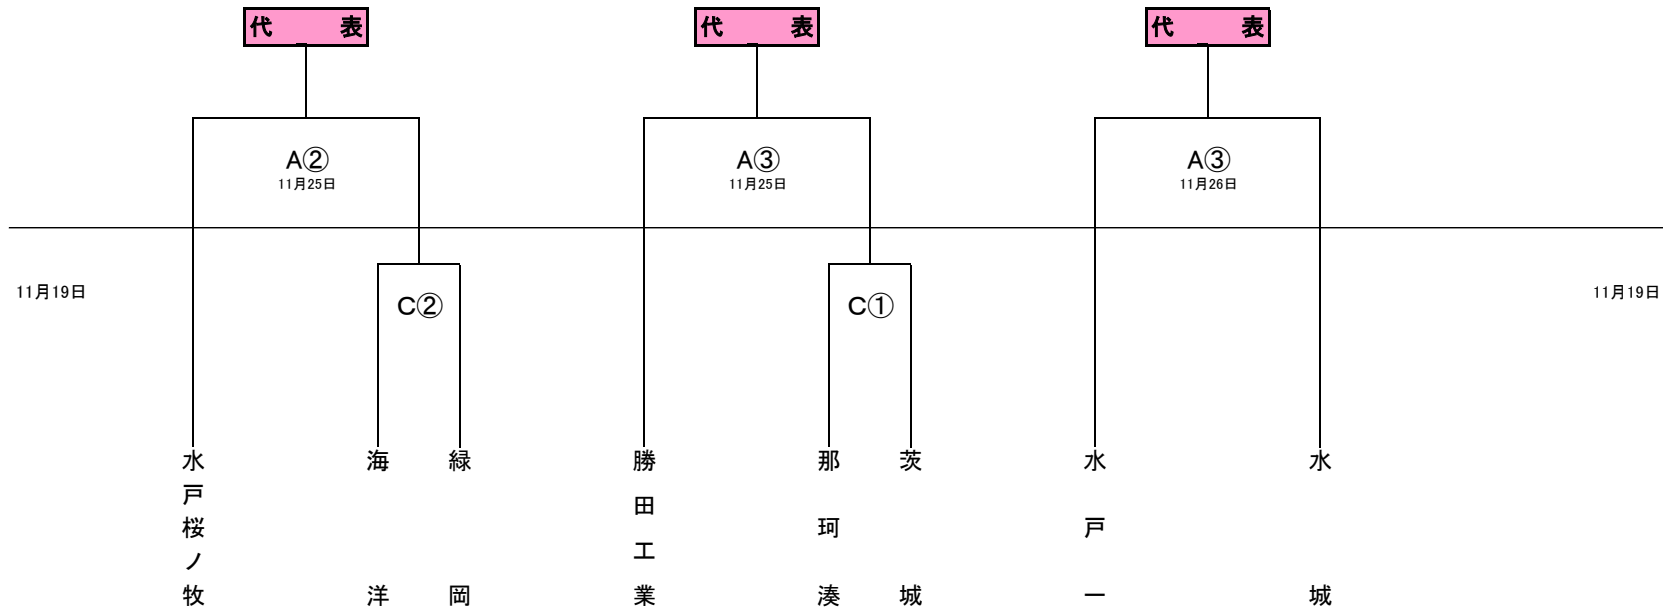 代 表
代 表
代 表
A②
11月25日
A③
11月25日
A③
11月26日
11月19日
C②
C①
11月19日
水戸桜ノ牧
海洋
緑岡
勝田工業
那珂湊
茨城
水戸一
水城